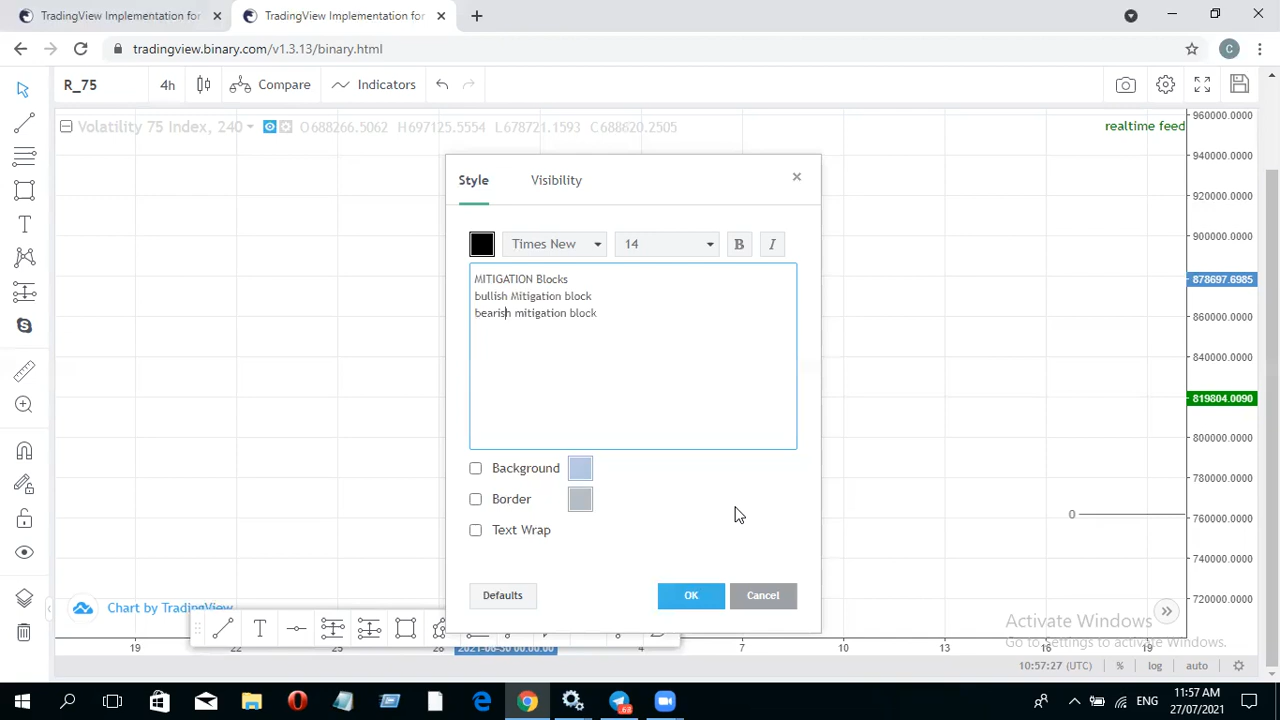 TradingView Implementation for
TradingView Implementation for
tradingview.binary.com/v1.3.13/binary.html
C
R_75
4h
Compare
Indicators
Volatility 75 Index, 240
O688266.5062 H697125.5554 L678721.1593 C688620.2505
realtime feed
960000.0000
940000.0000
920000.0000
900000.0000
878697.6985
860000.0000
840000.0000
819804.0090
800000.0000
780000.0000
760000.0000
740000.0000
720000.0000
0
Style
Visibility
Times New
14
B
I
MITIGATION Blocks
bullish Mitigation block
bearish mitigation block
Background
Border
Text Wrap
Defaults
OK
Cancel
Chart by TradingView
Activate Windows
Go to Settings to activate Windows.
19
22
25
28
2021-06-30 00:00:00
4
7
10
13
16
19
10:57:27 (UTC)
%
log
auto
68
ENG
11:57 AM
27/07/2021